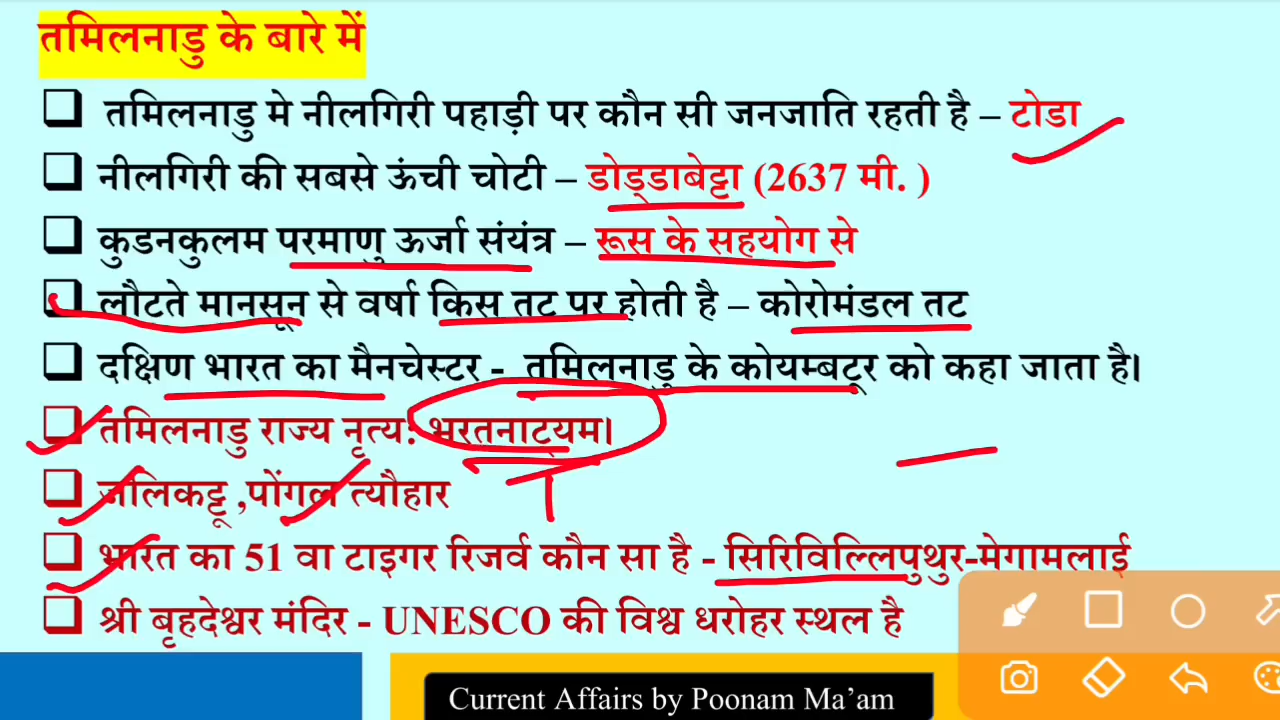 तमिलनाडु के बारे में
तमिलनाडु मे नीलगिरी पहाड़ी पर कौन सी जनजाति रहती है – टोडा
नीलगिरी की सबसे ऊंची चोटी – डोड्डाबेट्टा (2637 मी. )
कुडनकुलम परमाणु ऊर्जा संयंत्र – रूस के सहयोग से
लौटते मानसून से वर्षा किस तट पर होती है – कोरोमंडल तट
दक्षिण भारत का मैनचेस्टर - तमिलनाडु के कोयम्बटूर को कहा जाता है।
तमिलनाडु राज्य नृत्य: भरतनाट्यम।
जलिकट्टू ,पोंगल त्यौहार
भारत का 51 वा टाइगर रिजर्व कौन सा है - सिरिविल्लिपुथुर-मेगामलाई
श्री बृहदेश्वर मंदिर - UNESCO की विश्व धरोहर स्थल है
Current Affairs by Poonam Ma’am